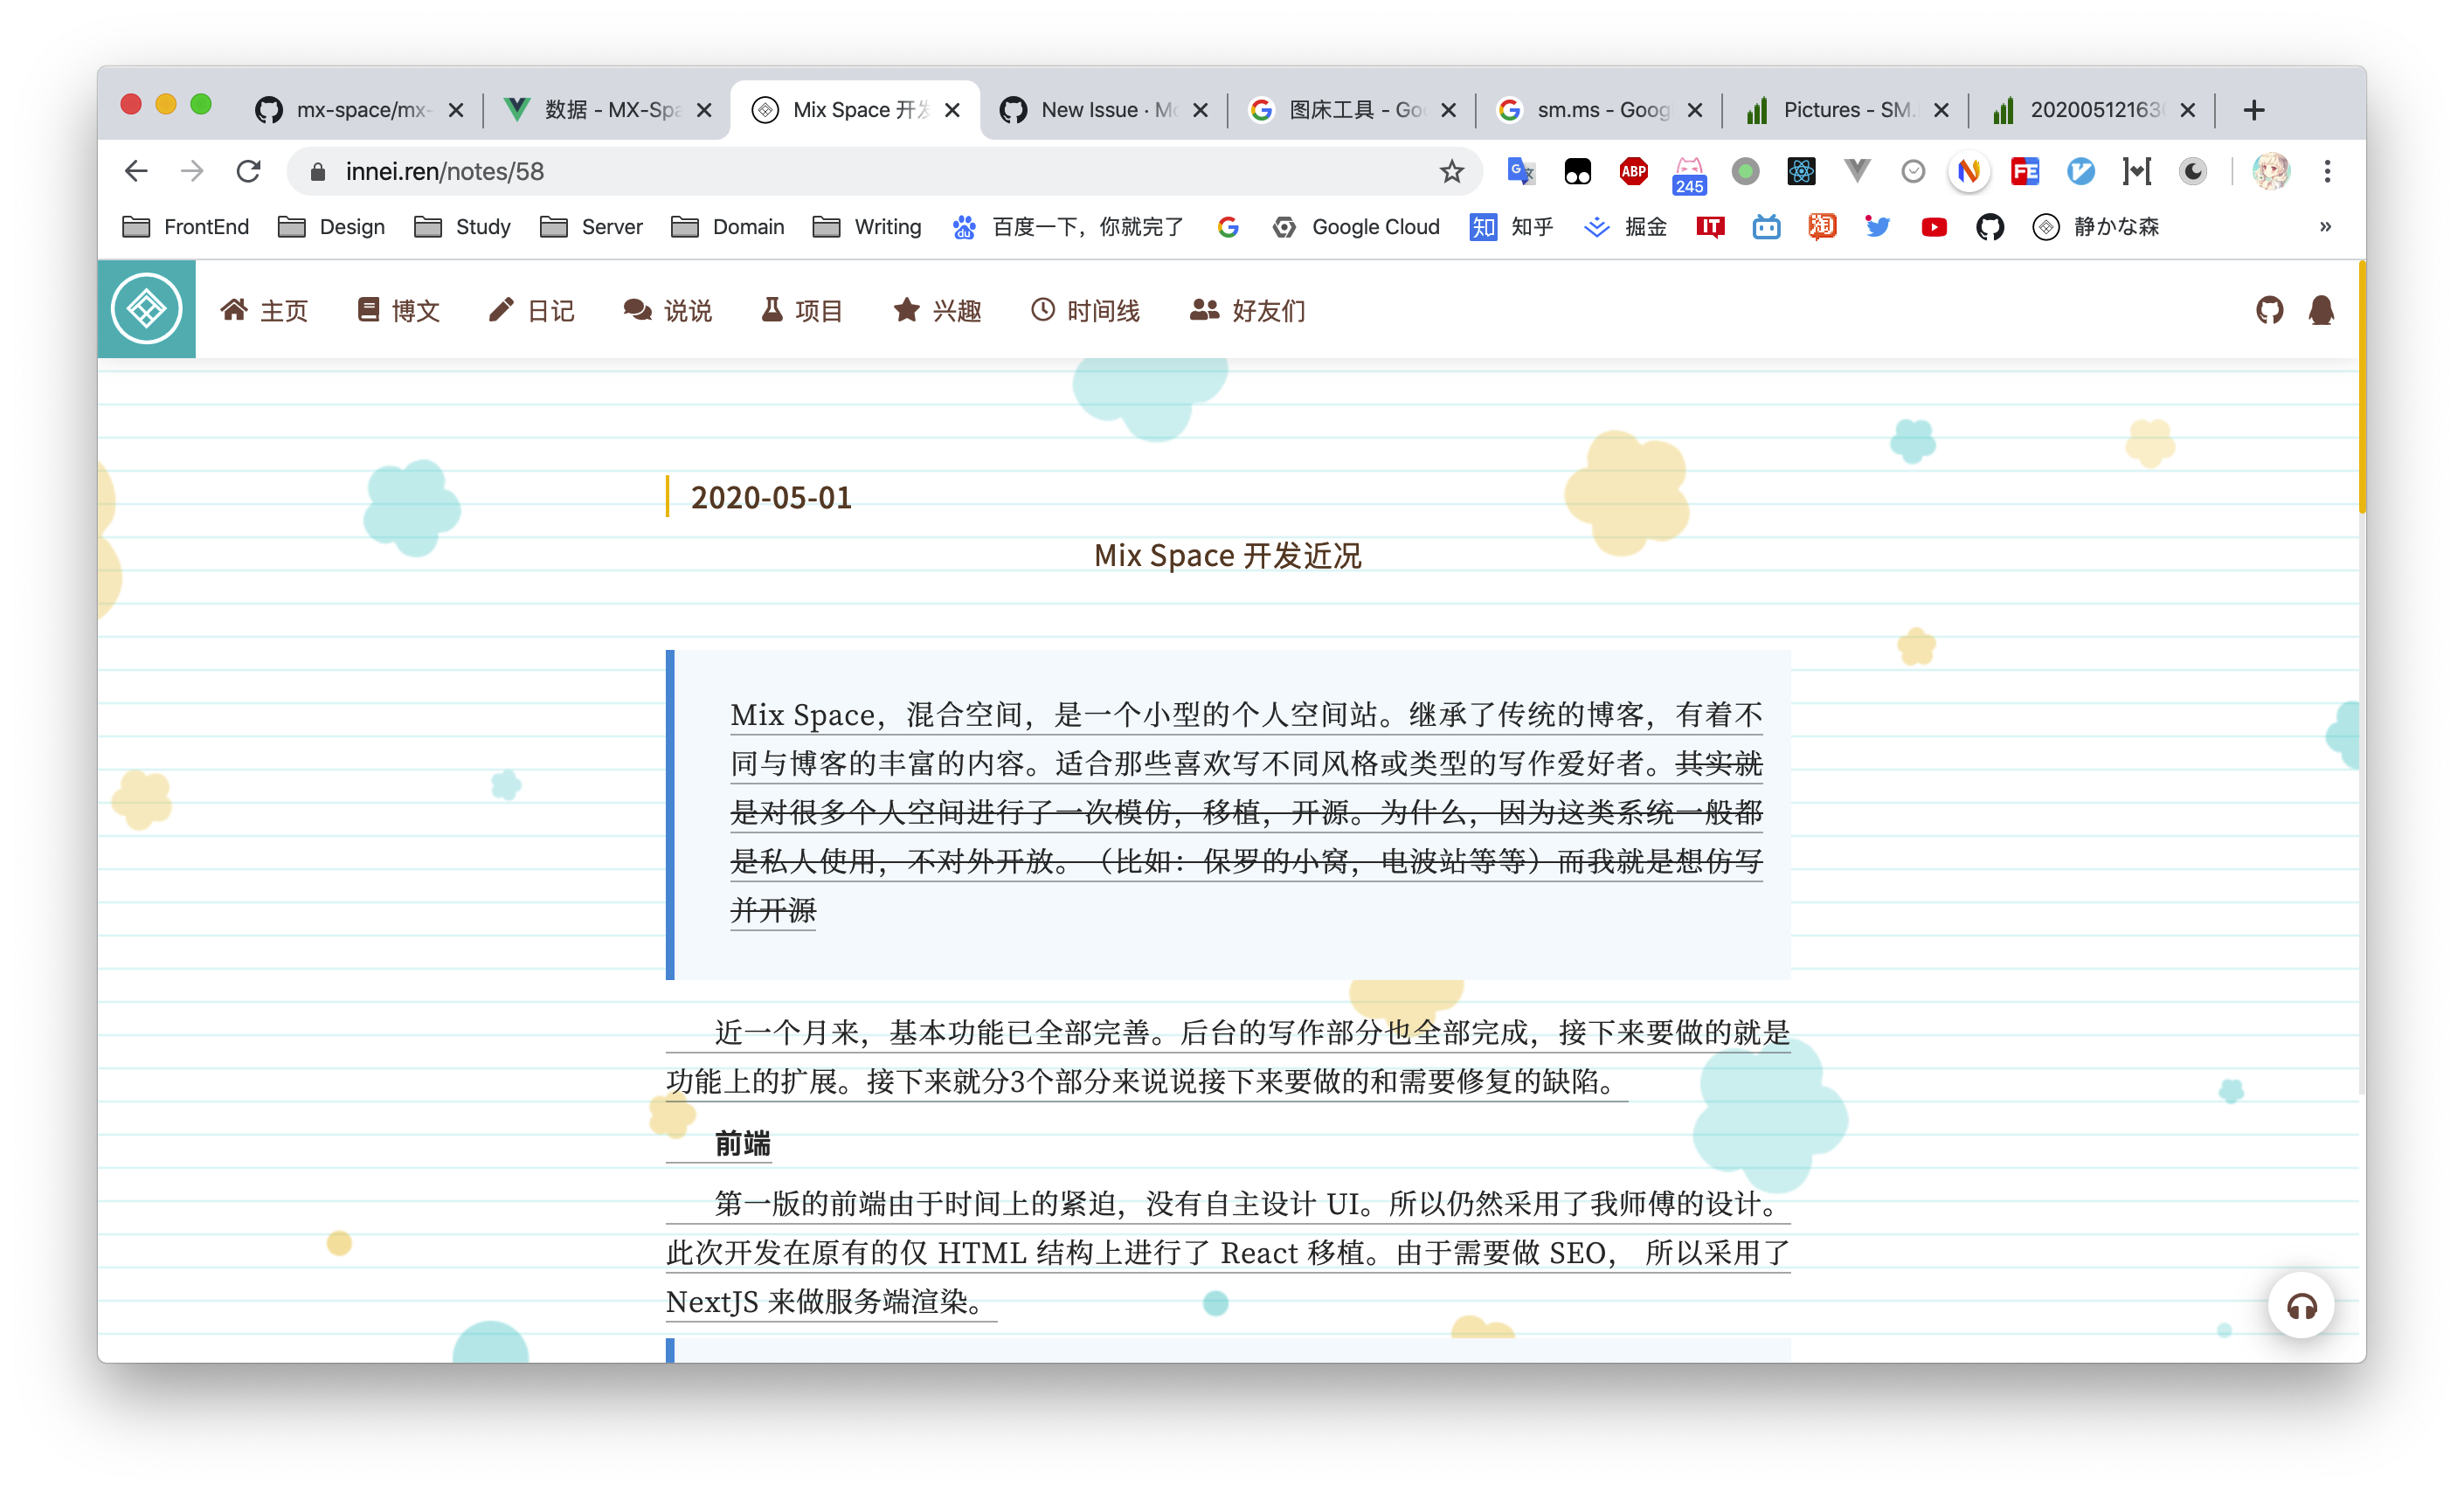 mx-space/mx-
数据 - MX-Spa
Mix Space 开发
New Issue · Mo
图床工具 - Goo
sm.ms - Goog
Pictures - SM.
20200512163
innei.ren/notes/58
ABP
245
FE
FrontEnd
Design
Study
Server
Domain
Writing
du
百度一下，你就完了
Google Cloud
知
知乎
掘金
IT
淘
静かな森
主页
博文
日记
说说
项目
兴趣
时间线
好友们
2020-05-01
Mix Space 开发近况
Mix Space，混合空间，是一个小型的个人空间站。继承了传统的博客，有着不
同与博客的丰富的内容。适合那些喜欢写不同风格或类型的写作爱好者。其实就
是对很多个人空间进行了一次模仿，移植，开源。为什么，因为这类系统一般都
是私人使用，不对外开放。（比如：保罗的小窝，电波站等等）而我就是想仿写
并开源
近一个月来，基本功能已全部完善。后台的写作部分也全部完成，接下来要做的就是
功能上的扩展。接下来就分3个部分来说说接下来要做的和需要修复的缺陷。
前端
第一版的前端由于时间上的紧迫，没有自主设计 UI。所以仍然采用了我师傅的设计。
此次开发在原有的仅 HTML 结构上进行了 React 移植。由于需要做 SEO， 所以采用了
NextJS 来做服务端渲染。